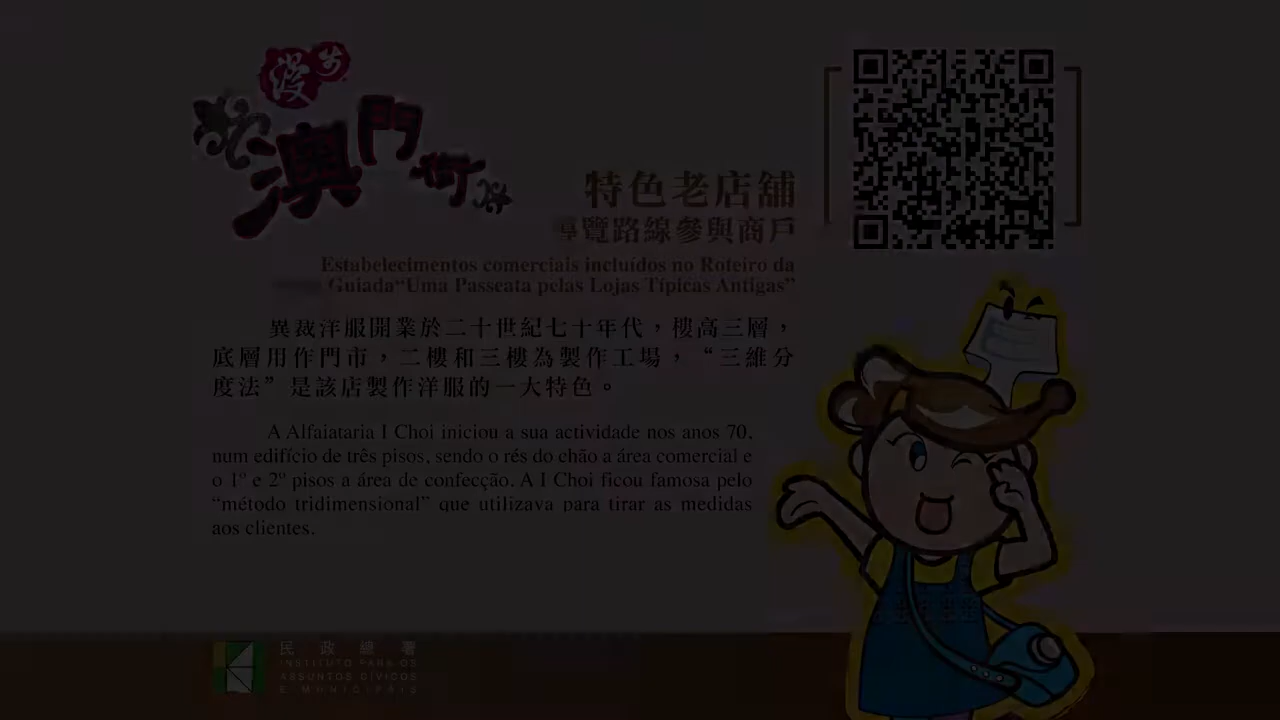 漫步
澳門街
特色老店舖
導覽路線參與商戶
Estabelecimentos comerciais incluídos no Roteiro da
Guiada“Uma Passeata pelas Lojas Típicas Antigas”
異裁洋服開業於二十世紀七十年代，樓高三層，
底層用作門市，二樓和三樓為製作工場，“三維分
度法”是該店製作洋服的一大特色。
A Alfaiataria I Choi iniciou a sua actividade nos anos 70,
num edifício de três pisos, sendo o rés do chão a área comercial e
o 1º e 2º pisos a área de confecção. A I Choi ficou famosa pelo
“método tridimensional” que utilizava para tirar as medidas
aos clientes.
民政總署
INSTITUTO PARA OS
ASSUNTOS CÍVICOS
E MUNICIPAIS